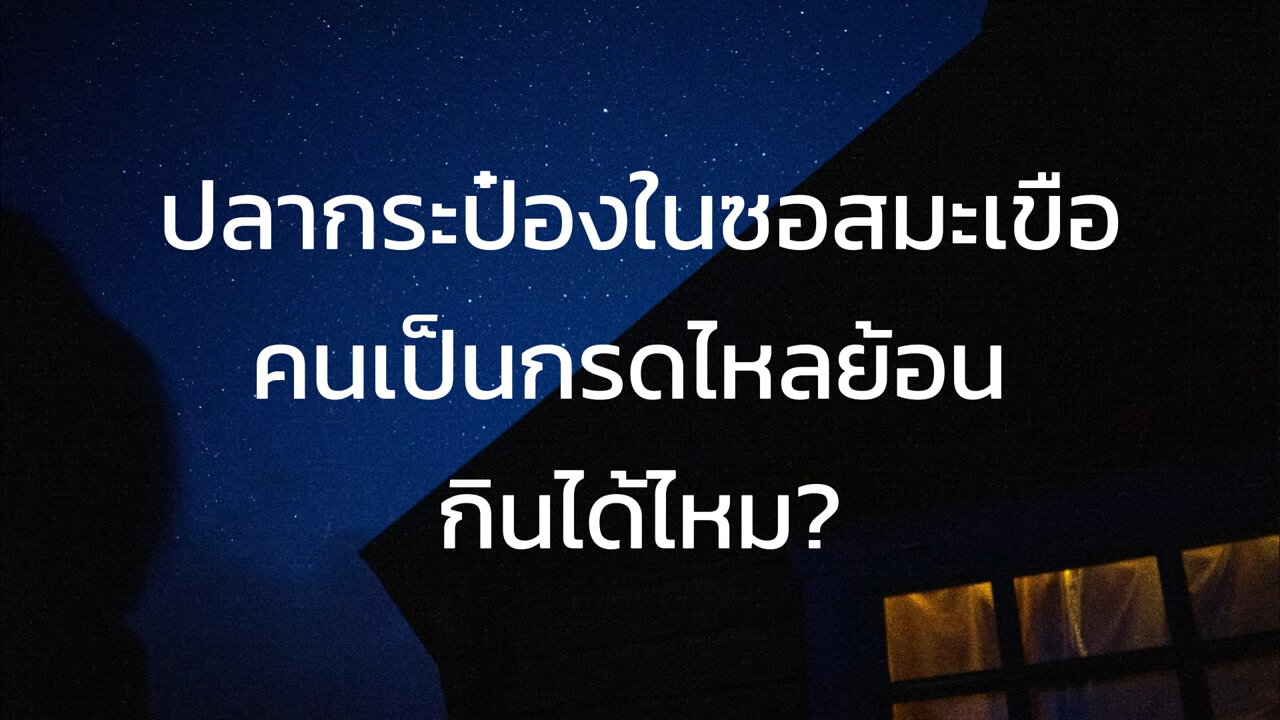 ปลากระป๋องในซอสมะเขือ
คนเป็นกรดไหลย้อน
กินได้ไหม?